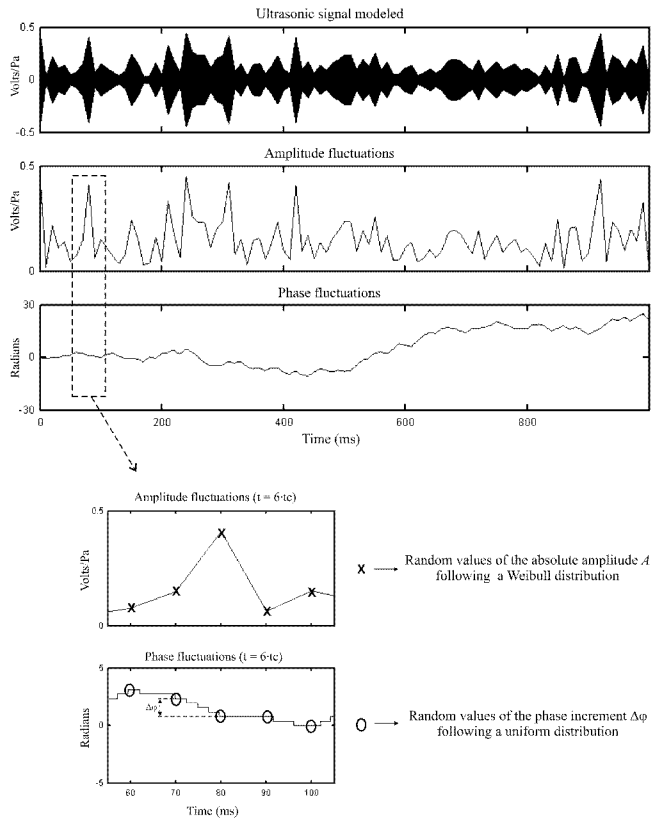 Ultrasonic signal modeled
0.5
Volts/Pa
0
-0.5
Amplitude fluctuations
0.5
Volts/Pa
0
Phase fluctuations
30
Radians
0
-30
0 200 400 600 800
Time (ms)
Amplitude fluctuations (t = 6·tc)
0.5
Volts/Pa
0
X Random values of the absolute amplitude A
following a Weibull distribution
Phase fluctuations (t = 6·tc)
5
Δφ
Radians
0
-5
60 70 80 90 100
Time (ms)
Random values of the phase increment Δφ
following a uniform distribution